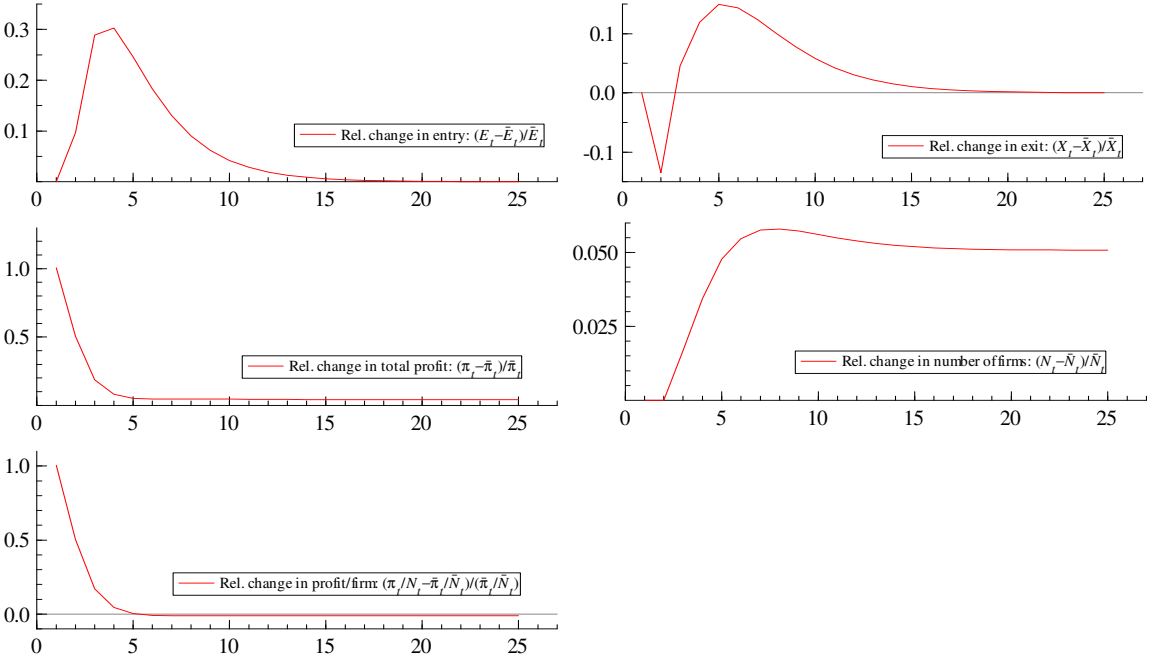 0.3
0.2
0.1
Rel. change in entry: (E_t−Ē_t)/Ē_t
0 5 10 15 20 25
0.1
0.0
-0.1
Rel. change in exit: (X_t−X̄_t)/X̄_t
0 5 10 15 20 25
1.0
0.5
Rel. change in total profit: (π_t−π̄_t)/π̄_t
0 5 10 15 20 25
0.050
0.025
Rel. change in number of firms: (N_t−N̄_t)/N̄_t
0 5 10 15 20 25
1.0
0.5
0.0
Rel. change in profit/firm: (π_t/N_t−π̄_t/N̄_t)/(π̄_t/N̄_t)
0 5 10 15 20 25